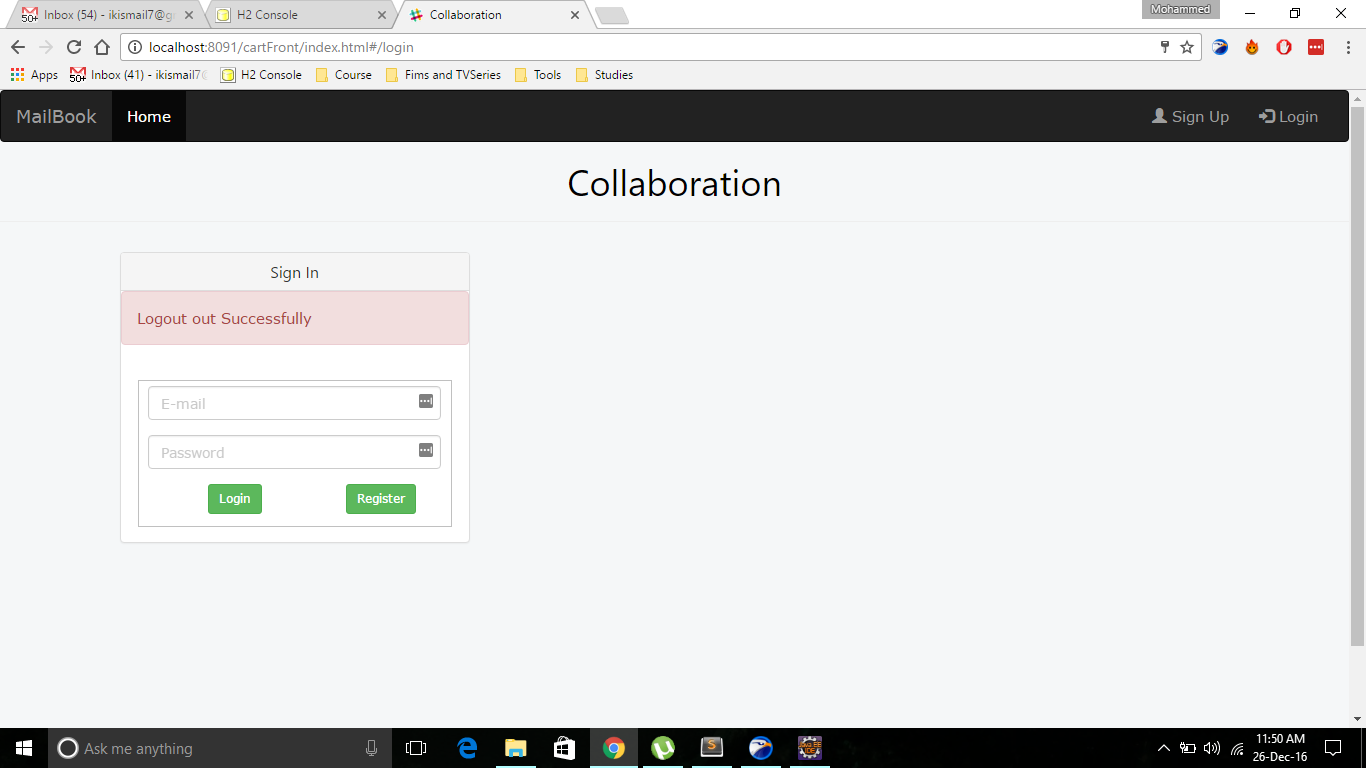 Mohammed
50+ Inbox (54) - ikismail7@g
H2 Console
Collaboration
localhost:8091/cartFront/index.html#/login
Apps
50+ Inbox (41) - ikismail7@
H2 Console
Course
Fims and TVSeries
Tools
Studies
MailBook
Home
Sign Up
Login
Collaboration
Sign In
Logout out Successfully
E-mail
Password
Login
Register
Ask me anything
11:50 AM
26-Dec-16